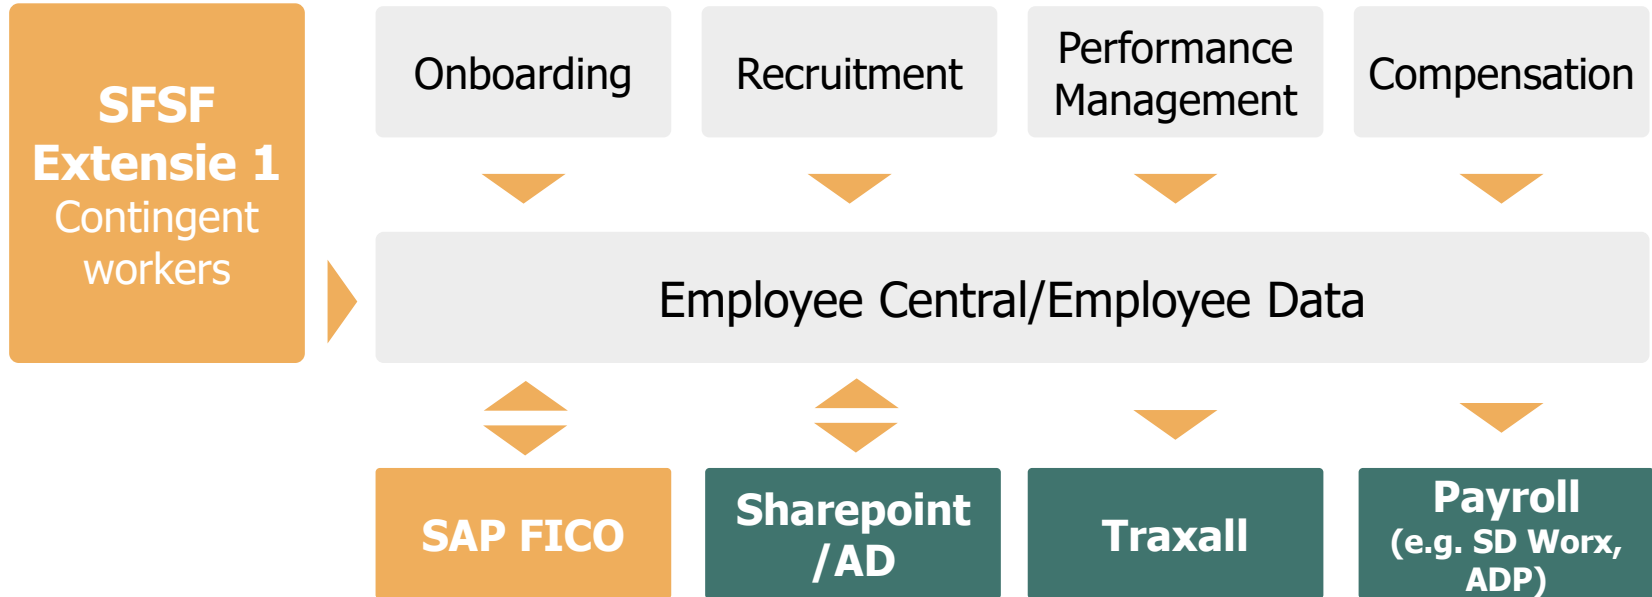 SFSF
Extensie 1
Contingent
workers
Onboarding
Recruitment
Performance
Management
Compensation
Employee Central/Employee Data
SAP FICO
Sharepoint
/AD
Traxall
Payroll
(e.g. SD Worx,
ADP)